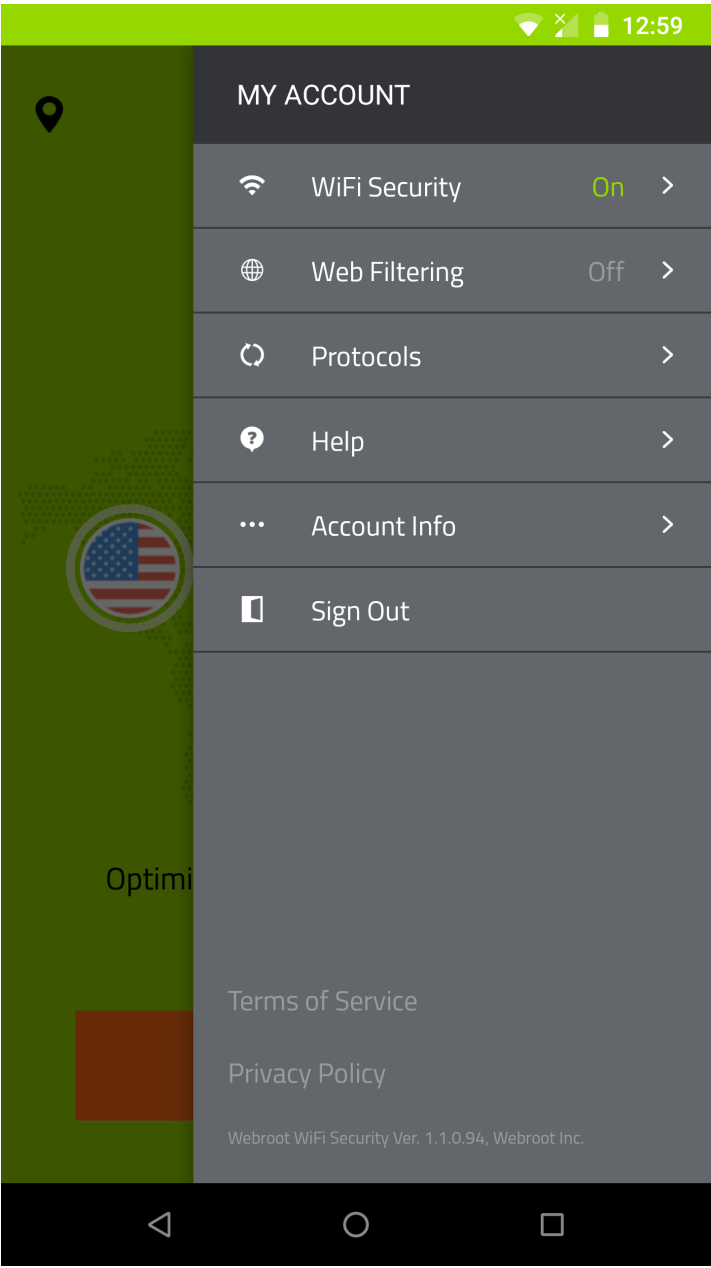 12:59
MY ACCOUNT
WiFi Security On
Web Filtering Off
Protocols
Help
Account Info
Sign Out
Optimi
Terms of Service
Privacy Policy
Webroot WiFi Security Ver. 1.1.0.94, Webroot Inc.